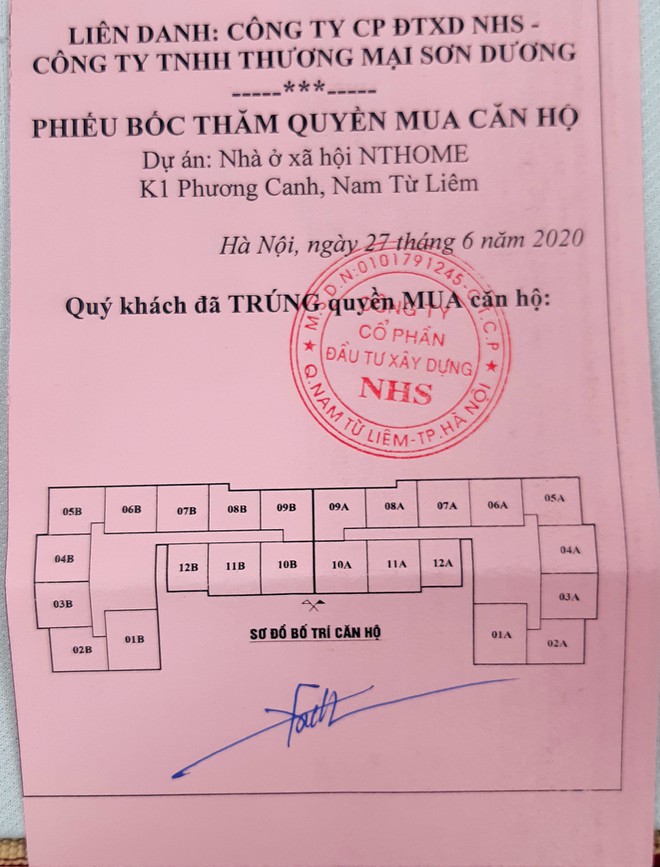 LIÊN DANH: CÔNG TY CP ĐTXD NHS -
CÔNG TY TNHH THƯƠNG MẠI SƠN DƯƠNG
-----***-----
PHIẾU BỐC THĂM QUYỀN MUA CĂN HỘ
Dự án: Nhà ở xã hội NTHOME
K1 Phương Canh, Nam Từ Liêm
Hà Nội, ngày 27 tháng 6 năm 2020
Quý khách đã TRÚNG quyền MUA căn hộ:
M.S.D.N:0101791245-C.T.C.P
CÔNG TY
CỔ PHẦN
ĐẦU TƯ XÂY DỰNG
NHS
Q.NAM TỪ LIÊM-TP.HÀ NỘI
05B 06B 07B 08B 09B 09A 08A 07A 06A 05A
04B 12B 11B 10B 10A 11A 12A 04A
03B 03A
02B 01B 01A 02A
SƠ ĐỒ BỐ TRÍ CĂN HỘ